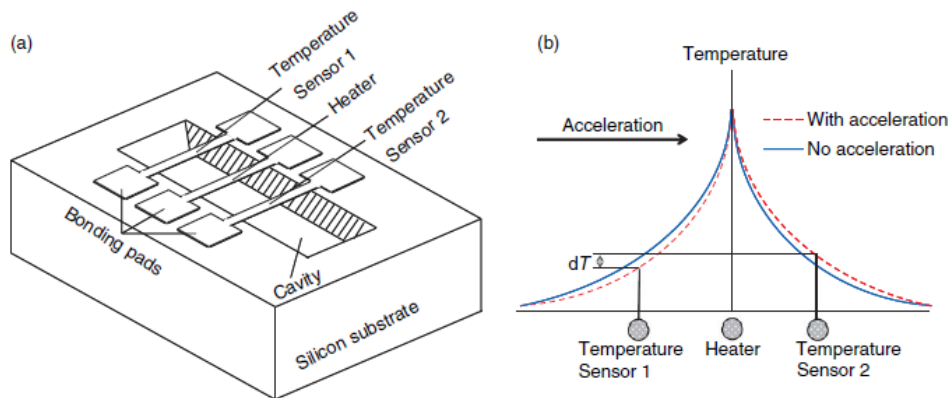 (a)
Temperature
Sensor 1
Heater
Temperature
Sensor 2
Bonding pads
Cavity
Silicon substrate
(b)
Temperature
Acceleration
With acceleration
No acceleration
dT
Temperature
Sensor 1
Heater
Temperature
Sensor 2